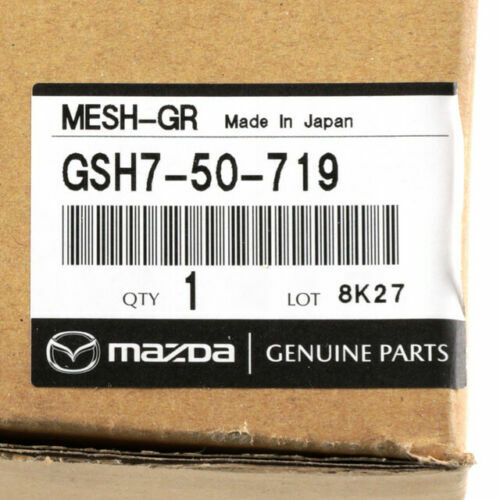 MESH-GR Made In Japan
GSH7-50-719
QTY 1 LOT 8K27
mazda GENUINE PARTS